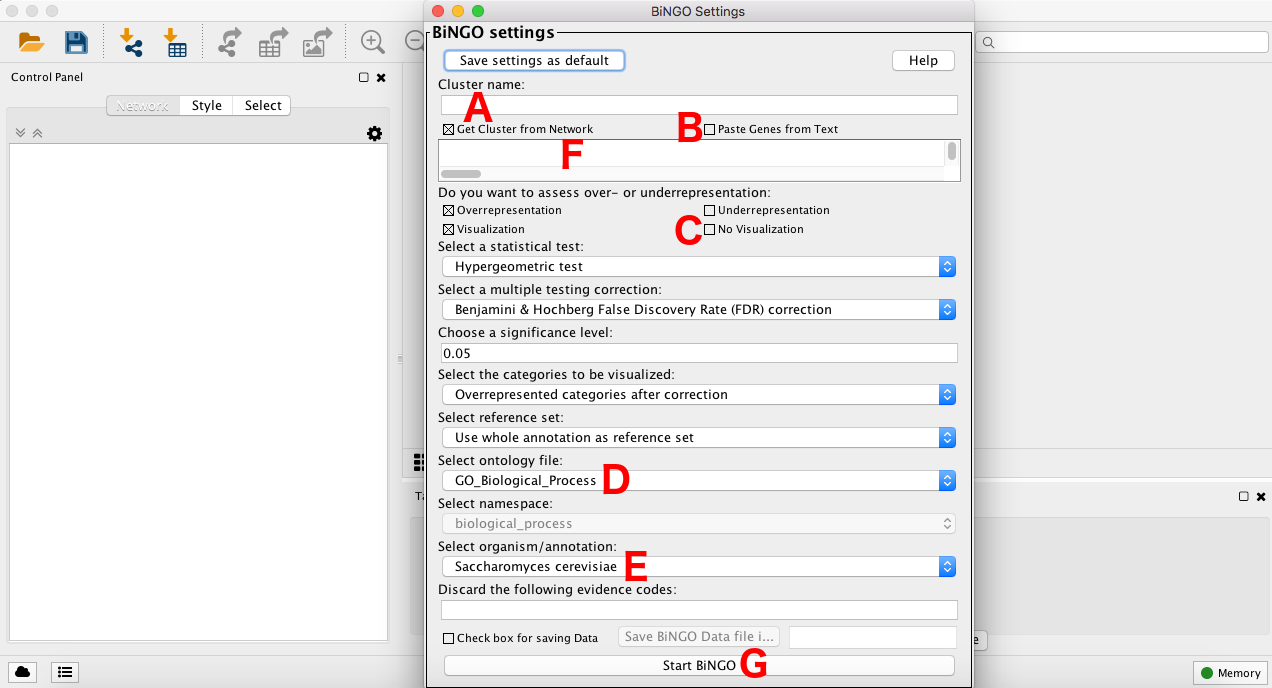 BiNGO Settings
BiNGO settings
Save settings as default
Help
Control Panel
Cluster name:
Network
Style
Select
A
Get Cluster from Network
B
Paste Genes from Text
F
Do you want to assess over- or underrepresentation:
Overrepresentation
Underrepresentation
Visualization
C
No Visualization
Select a statistical test:
Hypergeometric test
Select a multiple testing correction:
Benjamini & Hochberg False Discovery Rate (FDR) correction
Choose a significance level:
0.05
Select the categories to be visualized:
Overrepresented categories after correction
Select reference set:
Use whole annotation as reference set
Select ontology file:
GO_Biological_Process
D
Select namespace:
biological_process
Select organism/annotation:
Saccharomyces cerevisiae
E
Discard the following evidence codes:
Check box for saving Data
Save BiNGO Data file i...
Start BiNGO
G
Memory